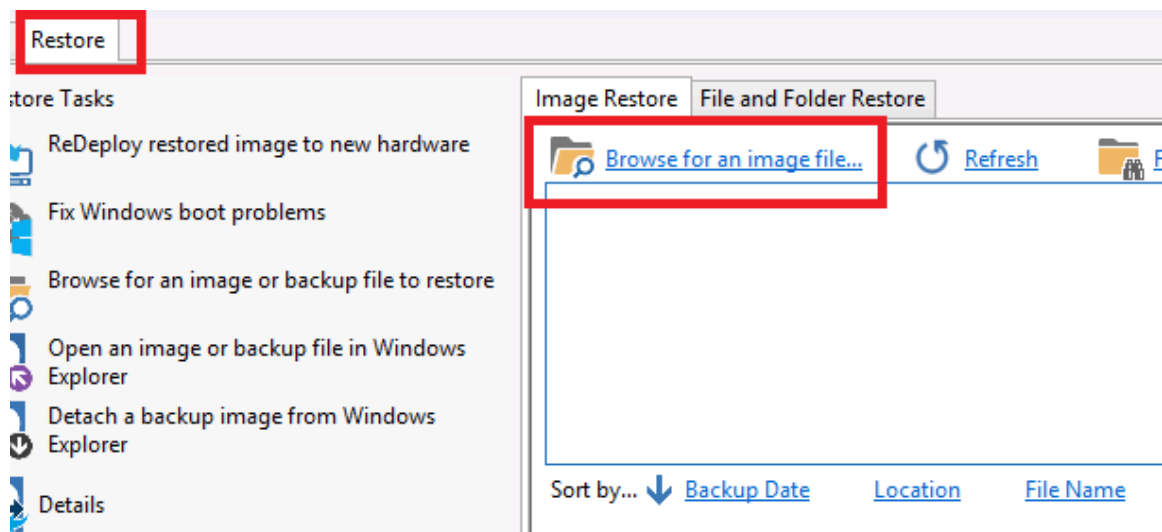 Restore
store Tasks
ReDeploy restored image to new hardware
Fix Windows boot problems
Browse for an image or backup file to restore
Open an image or backup file in Windows
Explorer
Detach a backup image from Windows
Explorer
Details
Image Restore File and Folder Restore
Browse for an image file... Refresh F
Sort by... Backup Date Location File Name